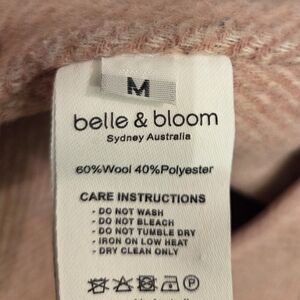 M
belle & bloom
Sydney Australia
60%Wool 40%Polyester
CARE INSTRUCTIONS
- DO NOT WASH
- DO NOT BLEACH
- DO NOT TUMBLE DRY
- IRON ON LOW HEAT
- DRY CLEAN ONLY